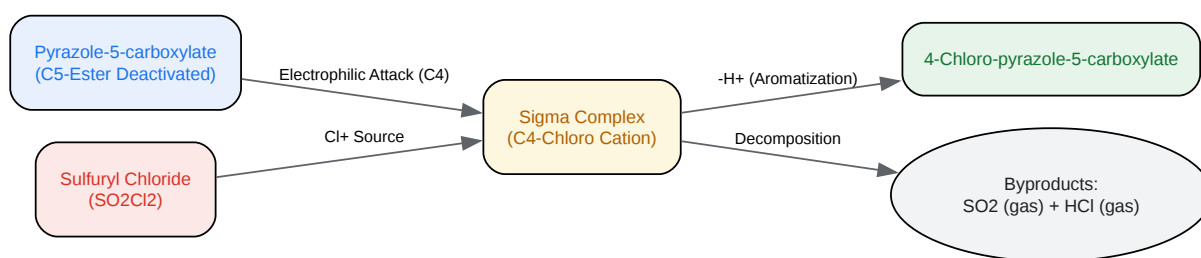 Pyrazole-5-carboxylate
(C5-Ester Deactivated)
Electrophilic Attack (C4)
Sulfuryl Chloride
(SO2Cl2)
Cl+ Source
Sigma Complex
(C4-Chloro Cation)
-H+ (Aromatization)
4-Chloro-pyrazole-5-carboxylate
Decomposition
Byproducts:
SO2 (gas) + HCl (gas)